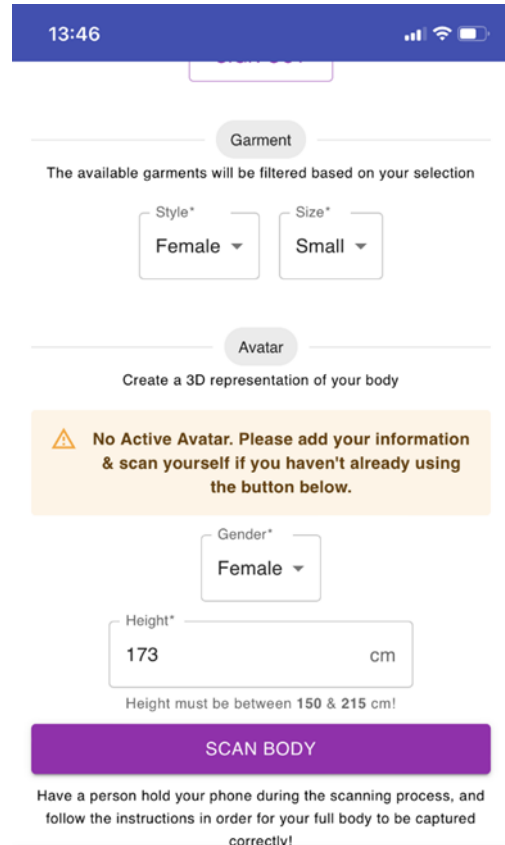 13:46
Garment
The available garments will be filtered based on your selection
Style*
Female
Size*
Small
Avatar
Create a 3D representation of your body
No Active Avatar. Please add your information
& scan yourself if you haven't already using
the button below.
Gender*
Female
Height*
173 cm
Height must be between 150 & 215 cm!
SCAN BODY
Have a person hold your phone during the scanning process, and
follow the instructions in order for your full body to be captured
correctly!